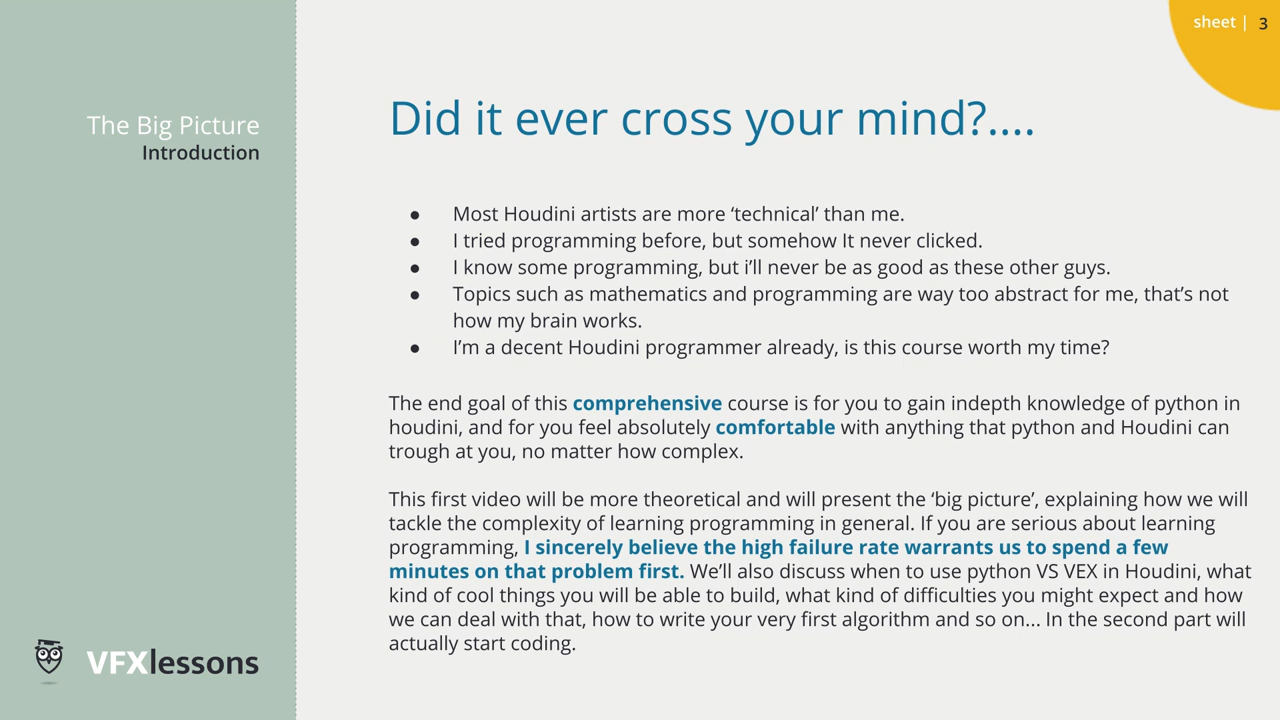 sheet | 3
The Big Picture
Introduction
Did it ever cross your mind?....
● Most Houdini artists are more ‘technical’ than me.
● I tried programming before, but somehow It never clicked.
● I know some programming, but i’ll never be as good as these other guys.
● Topics such as mathematics and programming are way too abstract for me, that’s not
how my brain works.
● I’m a decent Houdini programmer already, is this course worth my time?
The end goal of this comprehensive course is for you to gain indepth knowledge of python in
houdini, and for you feel absolutely comfortable with anything that python and Houdini can
trough at you, no matter how complex.
This first video will be more theoretical and will present the ‘big picture’, explaining how we will
tackle the complexity of learning programming in general. If you are serious about learning
programming, I sincerely believe the high failure rate warrants us to spend a few
minutes on that problem first. We’ll also discuss when to use python VS VEX in Houdini, what
kind of cool things you will be able to build, what kind of difficulties you might expect and how
we can deal with that, how to write your very first algorithm and so on... In the second part will
actually start coding.
VFXlessons